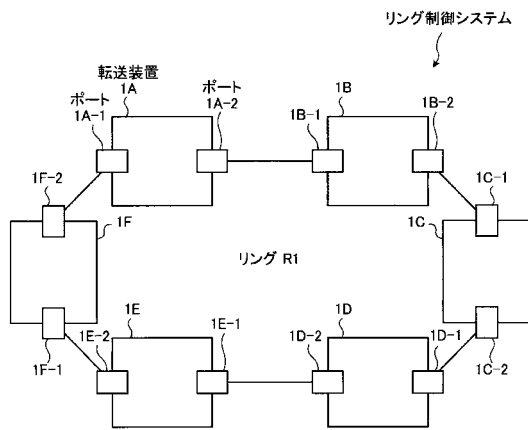 リング制御システム
転送装置
1A
ポート
1A-1
ポート
1A-2
1B
1B-1
1B-2
1F-2
1F
1C
1C-1
リング R1
1E
1E-1
1D
1D-2
1D-1
1E-2
1F-1
1C-2